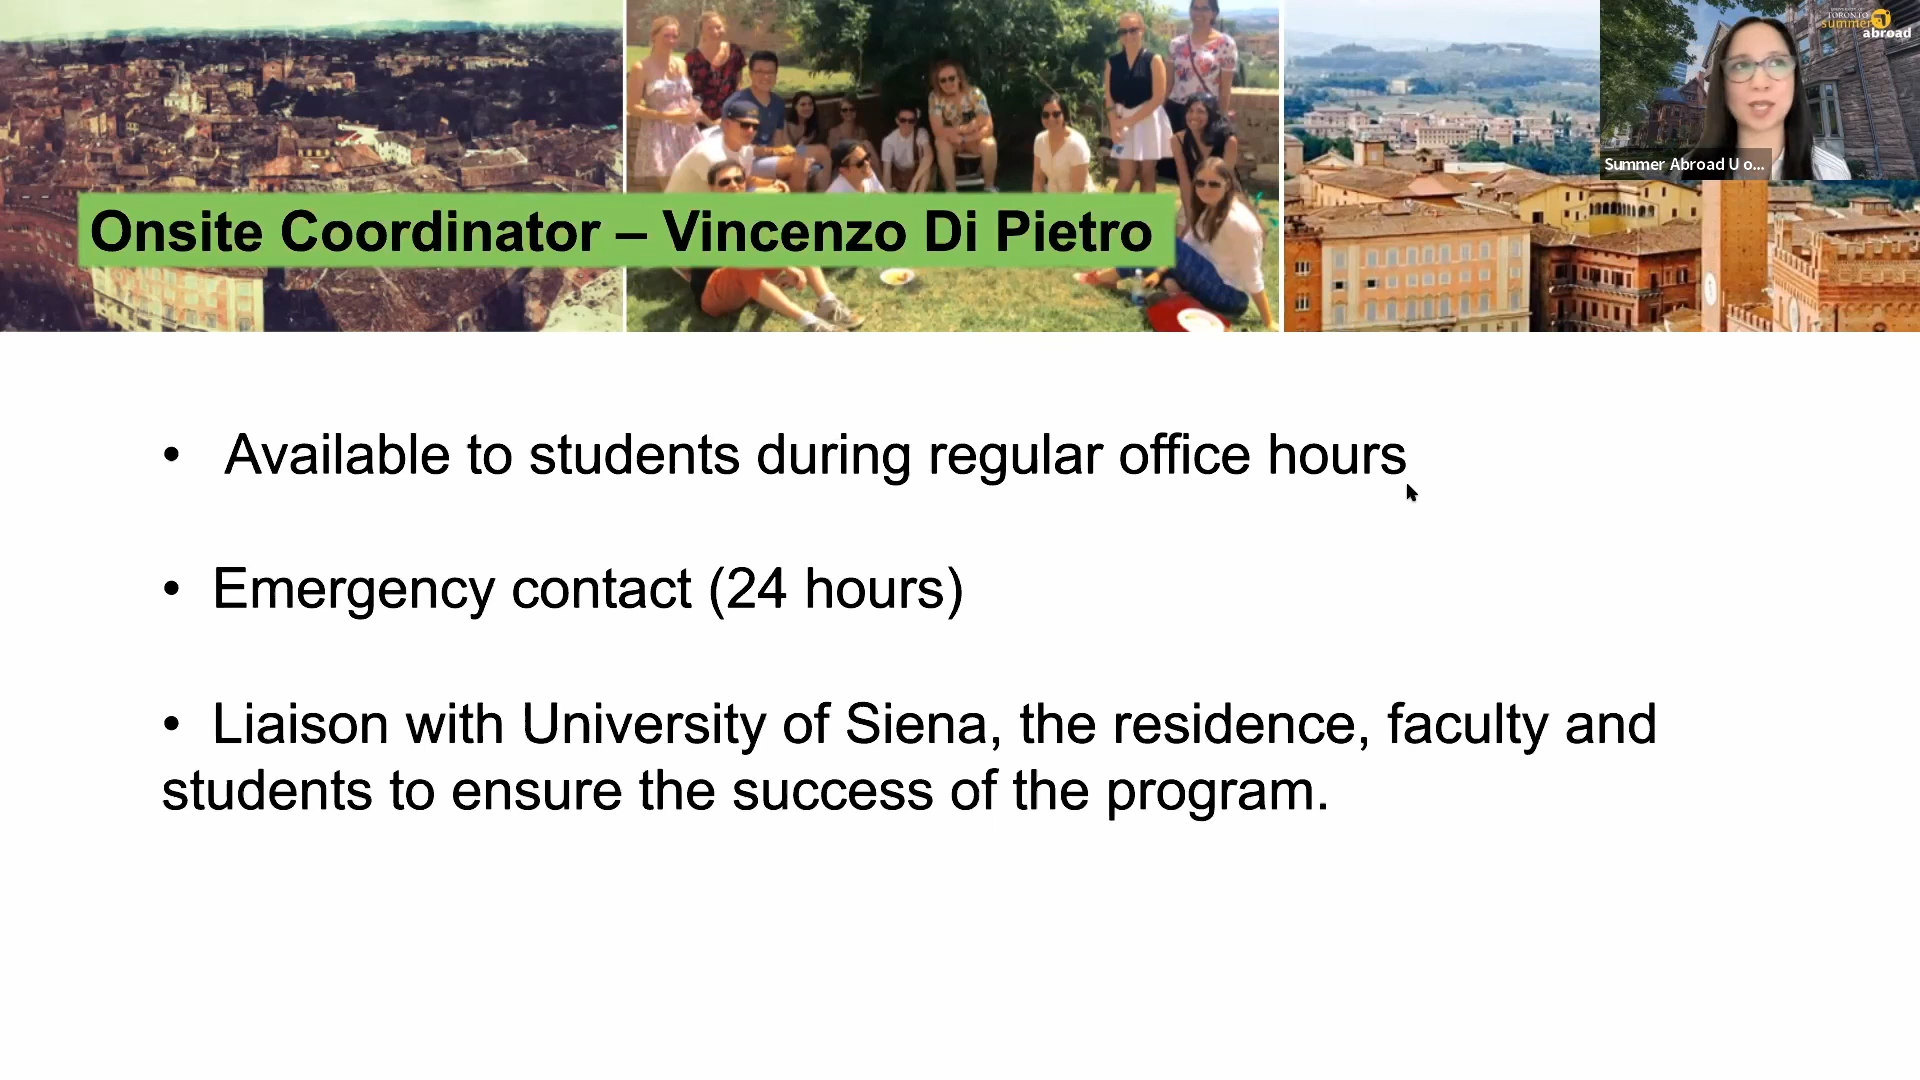 TORONTO
summer
abroad
Summer Abroad U o...
Onsite Coordinator – Vincenzo Di Pietro
• Available to students during regular office hours
• Emergency contact (24 hours)
• Liaison with University of Siena, the residence, faculty and
students to ensure the success of the program.